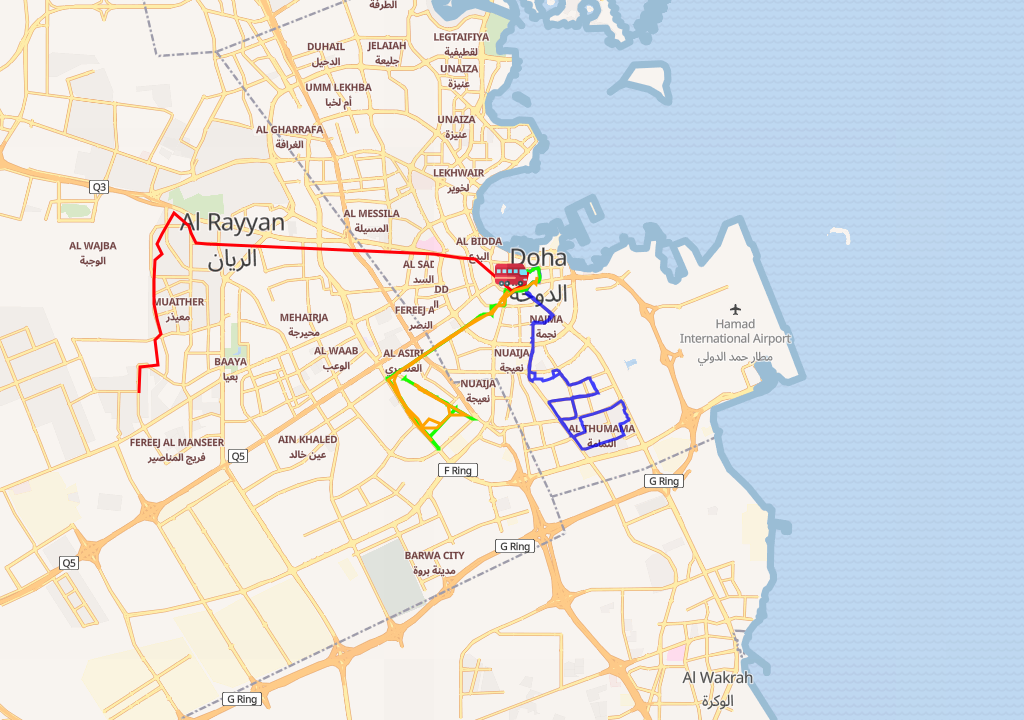 الطرفة
LEGTAIFIYA
لقطيفية
DUHAIL
الدحيل
JELAIAH
جليعة
UNAIZA
عنيزة
UMM LEKHBA
أم لخبا
UNAIZA
عنيزة
AL GHARRAFA
الغرافة
LEKHWAIR
لخوير
Q3
AL MESSILA
المسيلة
Al Rayyan
الريان
AL WAJBA
الوجبة
AL BIDDA
البدع
Doha
الدوحة
AL SAD
السد
DD
ال
MUAITHER
معيذر
MEHAIRJA
محيرجة
FEREEJ A
النصر
NAJMA
نجمة
Hamad
International Airport
مطار حمد الدولي
AL WAAB
الوعب
AL ASIRI
العسيري
NUAIJA
نعيجة
BAAYA
بعيا
NUAIJA
نعيجة
AL THUMAMA
الثمامة
FEREEJ AL MANSEER
فريج المناصير
AIN KHALED
عين خالد
Q5
F Ring
G Ring
G Ring
BARWA CITY
مدينة بروة
Q5
Al Wakrah
الوكرة
G Ring